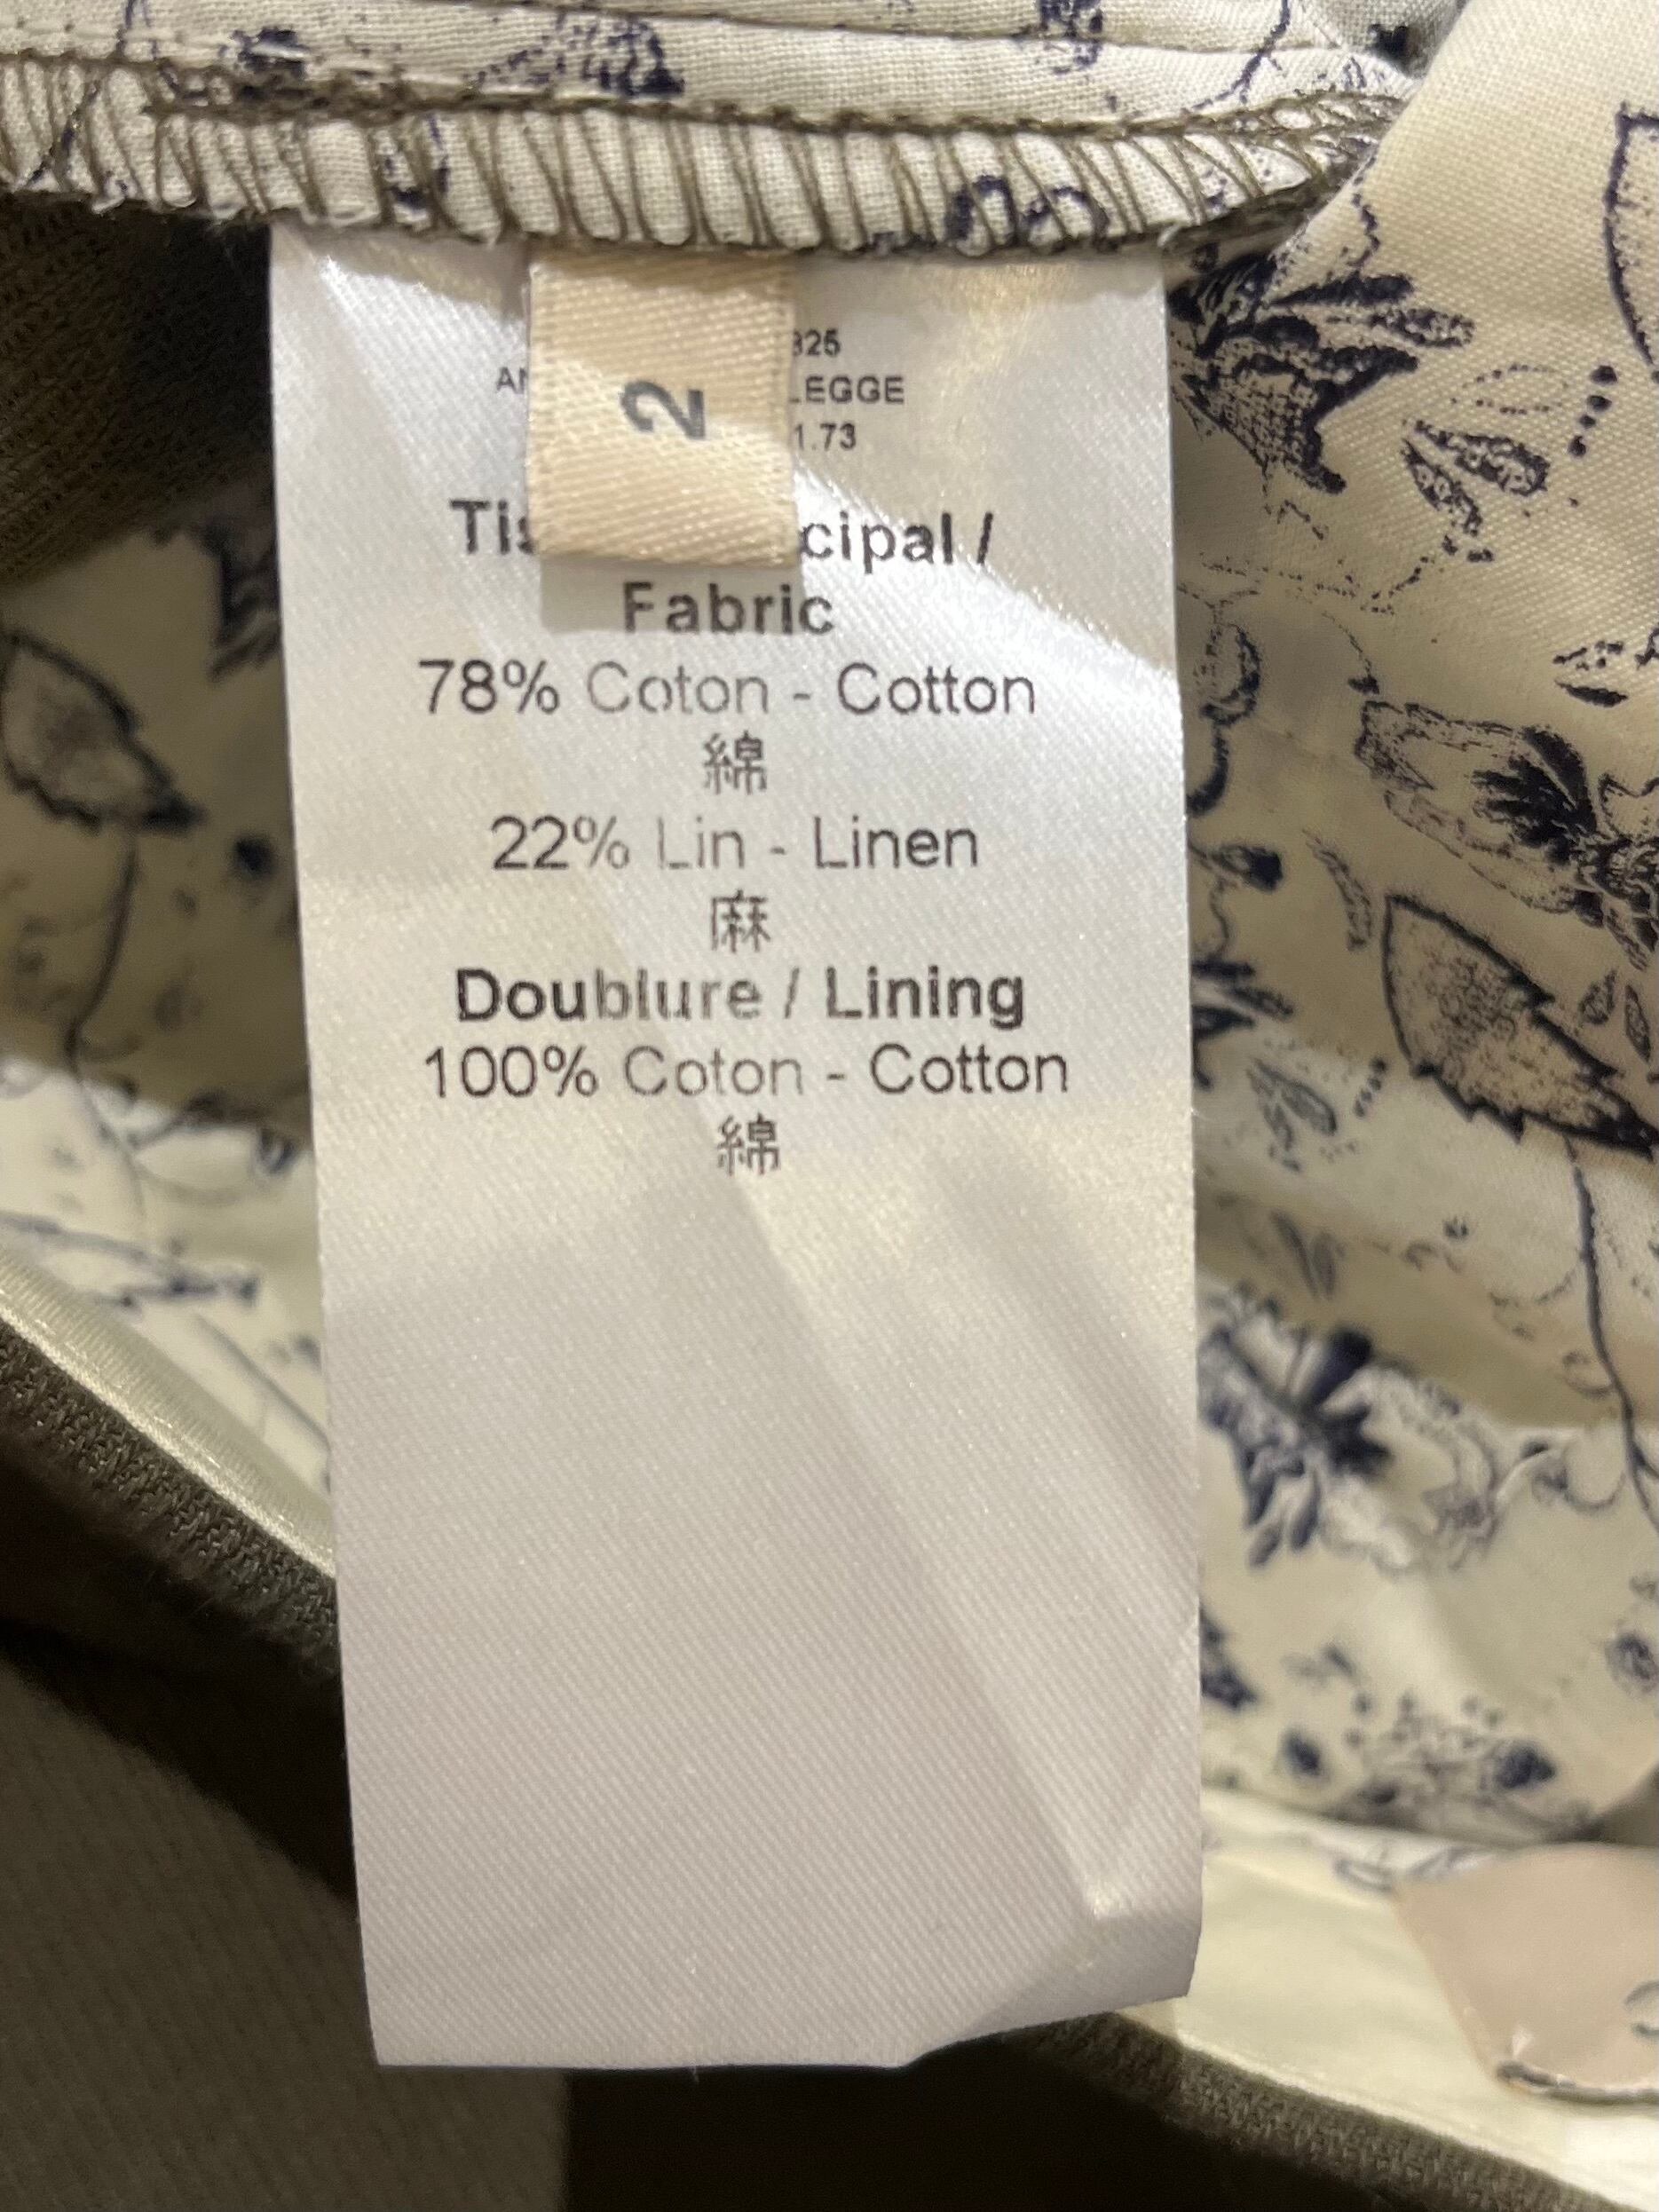 2
LEGGE
1.73
cipal /
Fabric
78% Coton - Cotton
綿
22% Lin - Linen
麻
Doublure / Lining
100% Coton - Cotton
綿